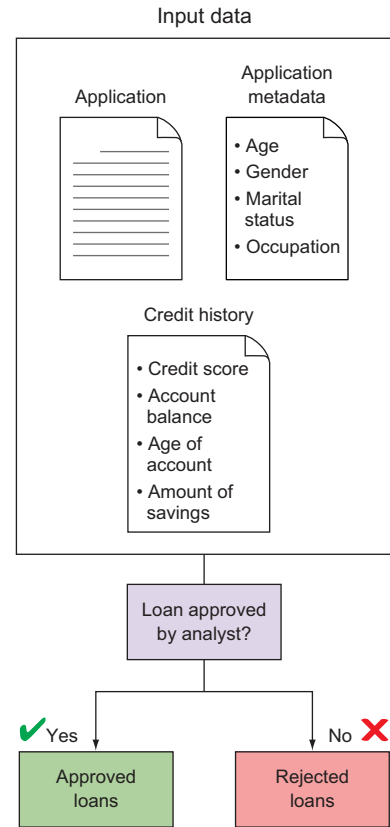 Input data
Application
Application
metadata
• Age
• Gender
• Marital
status
• Occupation
Credit history
• Credit score
• Account
balance
• Age of
account
• Amount of
savings
Loan approved
by analyst?
Yes
No
Approved
loans
Rejected
loans